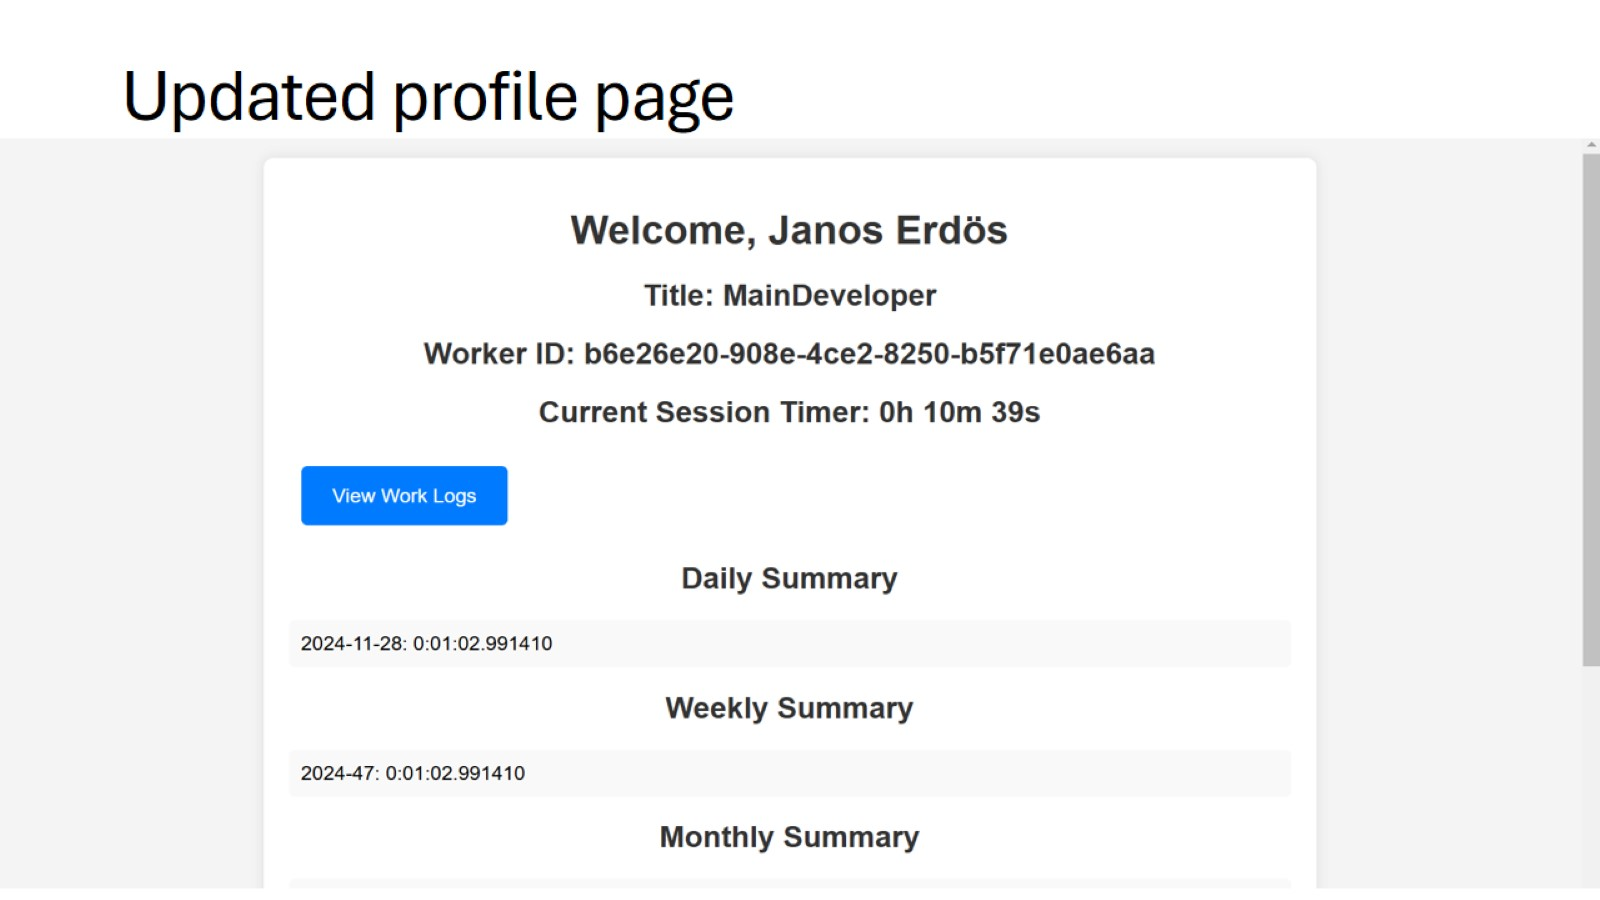 Updated profile page
Welcome, Janos Erdös
Title: MainDeveloper
Worker ID: b6e26e20-908e-4ce2-8250-b5f71e0ae6aa
Current Session Timer: 0h 10m 39s
View Work Logs
Daily Summary
2024-11-28: 0:01:02.991410
Weekly Summary
2024-47: 0:01:02.991410
Monthly Summary